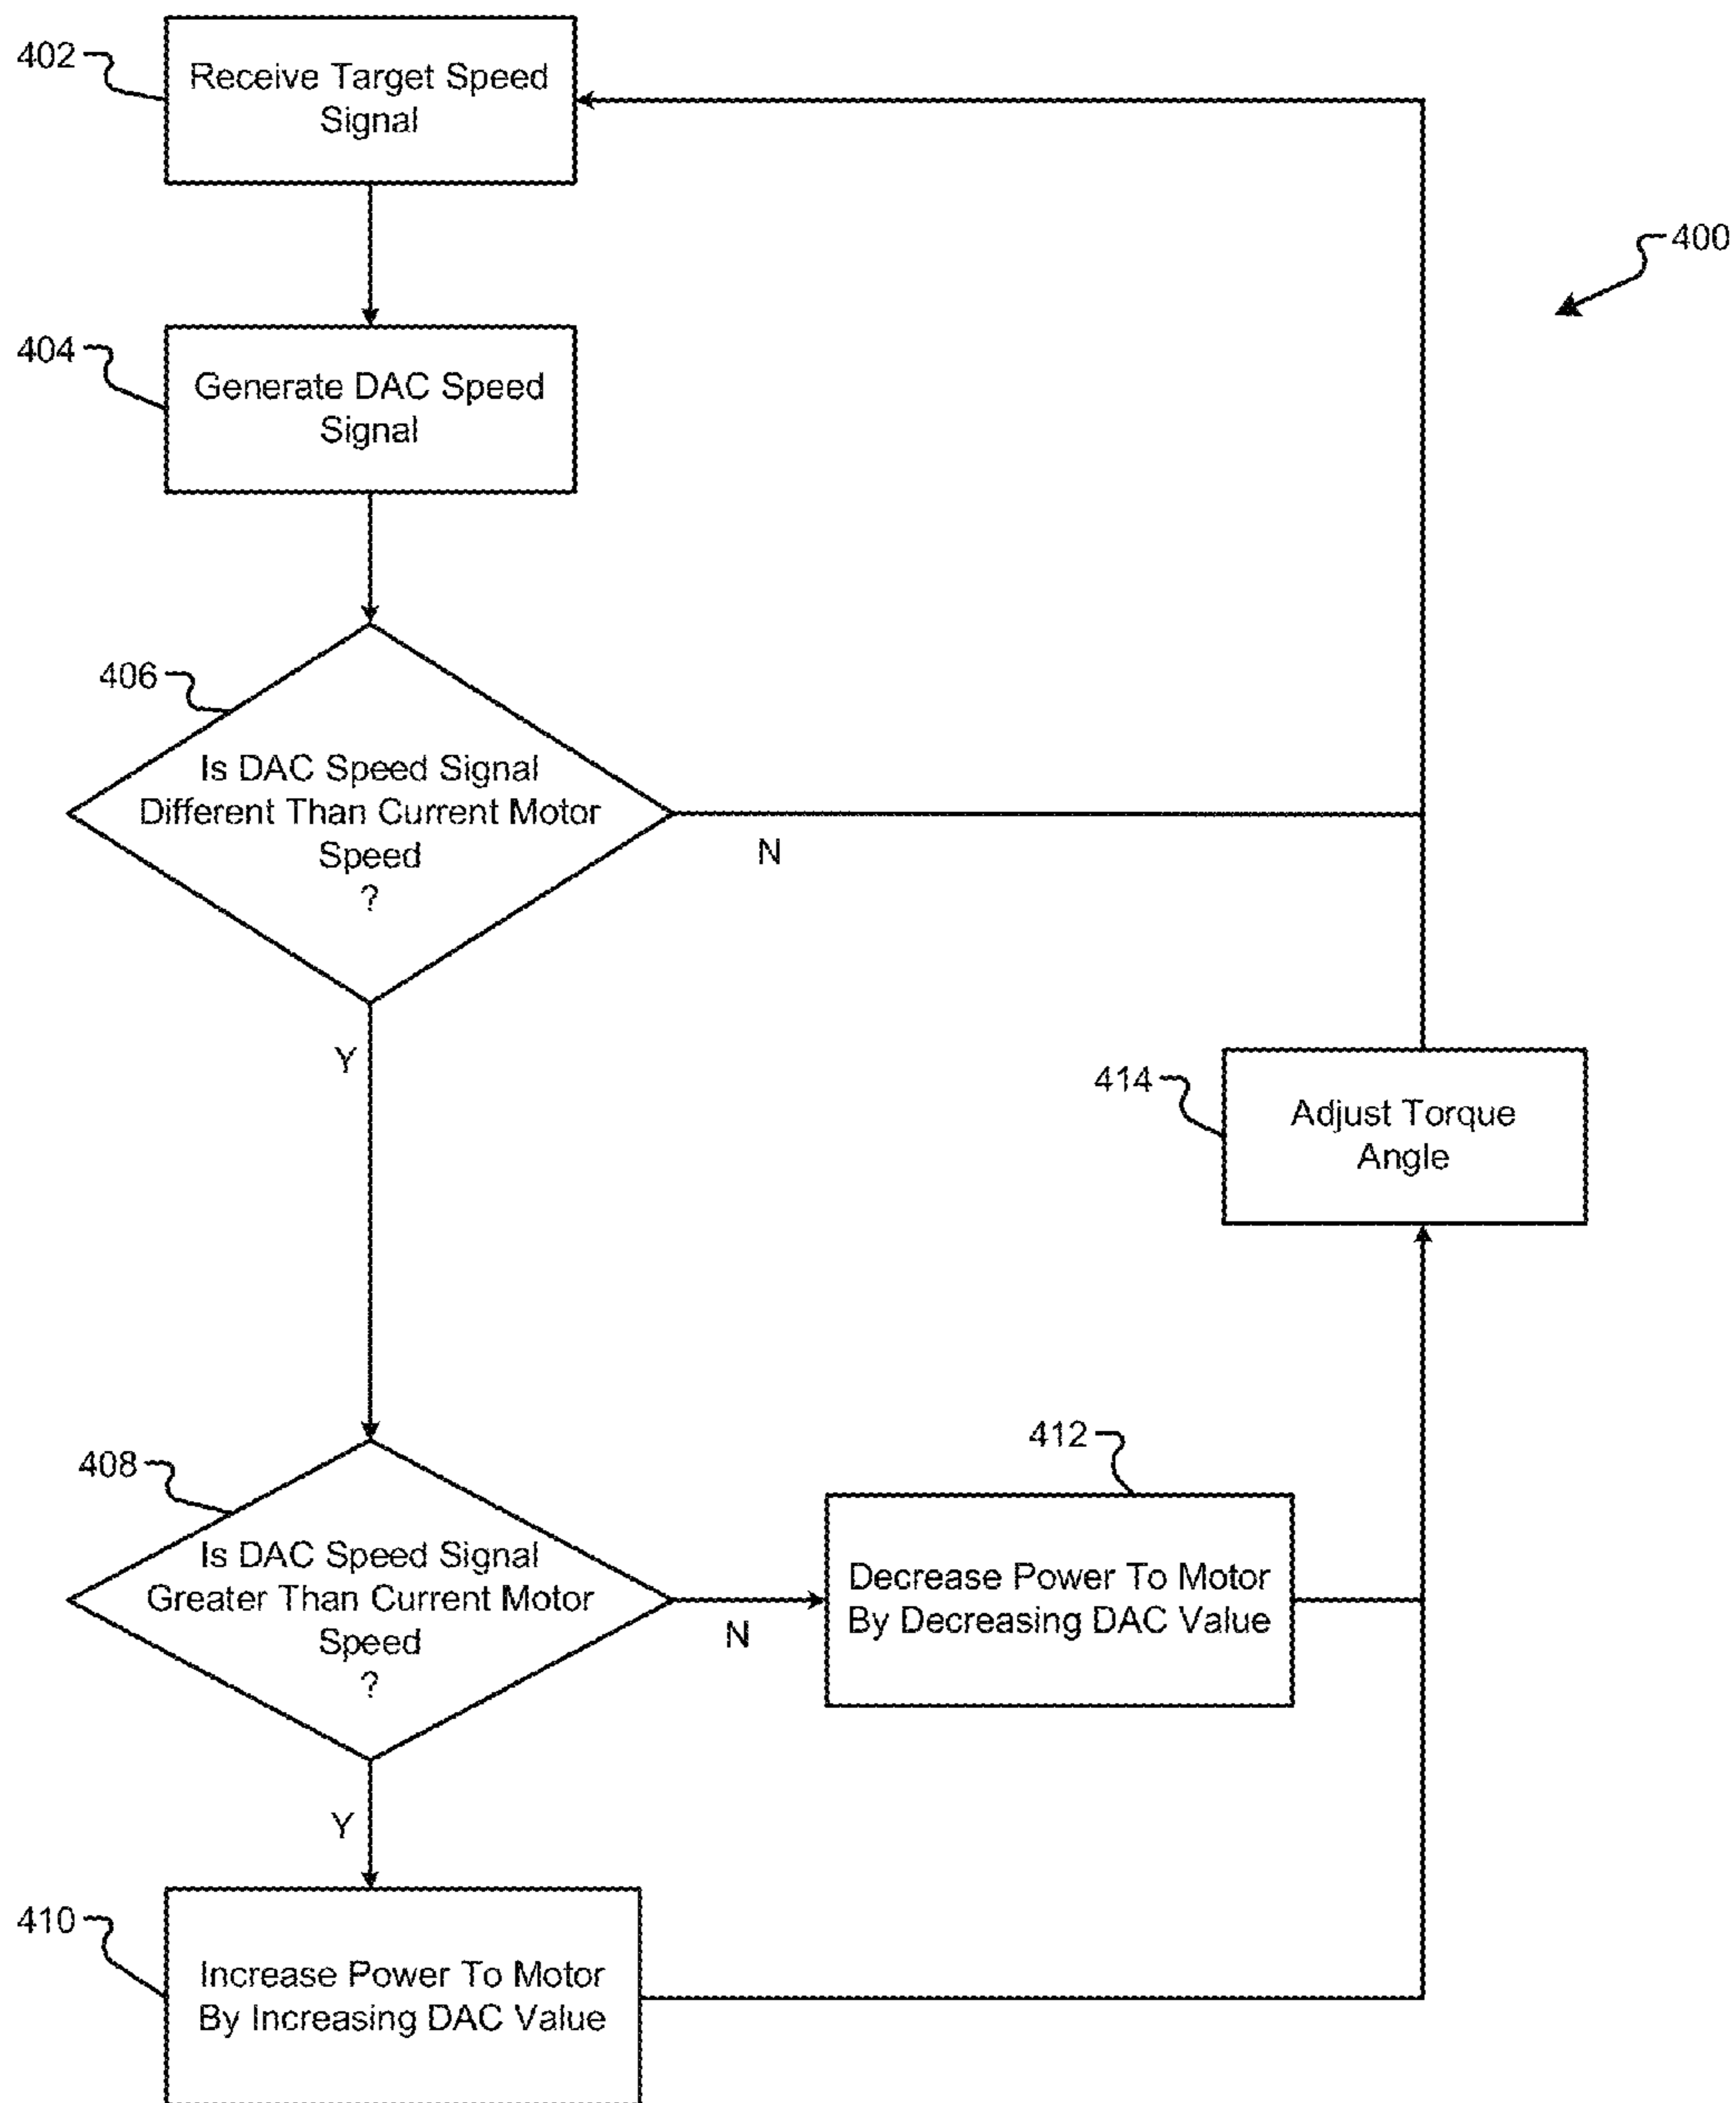 402
Receive Target Speed
Signal
400
404
Generate DAC Speed
Signal
406
Is DAC Speed Signal
Different Than Current Motor
Speed
?
N
Y
414
Adjust Torque
Angle
408
Is DAC Speed Signal
Greater Than Current Motor
Speed
?
N
412
Decrease Power To Motor
By Decreasing DAC Value
Y
410
Increase Power To Motor
By Increasing DAC Value